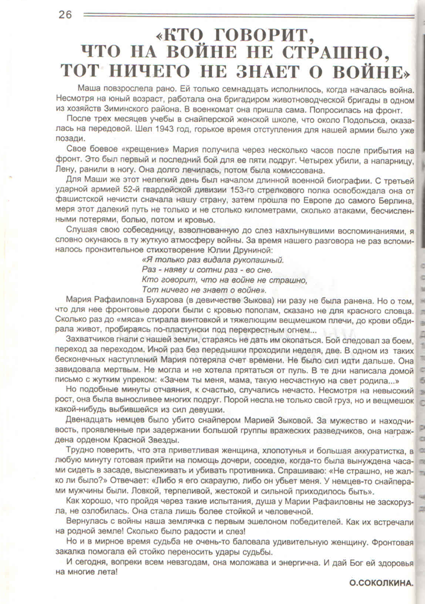 26
«КТО ГОВОРИТ,
ЧТО НА ВОЙНЕ НЕ СТРАШНО,
ТОТ НИЧЕГО НЕ ЗНАЕТ О ВОЙНЕ»
Маша повзрослела рано. Ей только семнадцать исполнилось, когда началась война.
Несмотря на юный возраст, работала она бригадиром животноводческой бригады в одном
из хозяйств Зиминского района. В военкомат она пришла сама. Попросилась на фронт.
После трех месяцев учебы в снайперской женской школе, что около Подольска, оказа-
лась на передовой. Шел 1943 год, горькое время отступления для нашей армии было уже
позади.
Свое боевое «крещение» Мария получила через несколько часов после прибытия на
фронт. Это был первый и последний бой для ее пяти подруг. Четырех убили, а напарницу,
Лену, ранили в ногу. Она долго лечилась, потом была комиссована.
Для Маши же этот нелегкий день был началом длинной военной биографии. С третьей
ударной армией 52-й гвардейской дивизии 153-го стрелкового полка освобождала она от
фашистской нечисти сначала нашу страну, затем прошла по Европе до самого Берлина,
меря этот далекий путь не только и не столько километрами, сколько атаками, бесчислен-
ными потерями, болью, потом и кровью.
Слушая свою собеседницу, взволнованную до слез нахлынувшими воспоминаниями, я
словно окунаюсь в ту жуткую атмосферу войны. За время нашего разговора не раз вспоми-
налось пронзительное стихотворение Юлии Друниной:
«Я только раз видала рукопашный.
Раз - наяву и сотни раз - во сне.
Кто говорит, что на войне не страшно,
Тот ничего не знает о войне».
Мария Рафаиловна Бухарова (в девичестве Зыкова) ни разу не была ранена. Но о том,
что для нее фронтовые дороги были с кровью пополам, сказано не для красного словца.
Сколько раз до «мяса» стирала винтовкой и тяжелющим вещмешком плечи, до крови обди-
рала живот, пробираясь по-пластунски под перекрестным огнем...
Захватчиков гнали с нашей земли, стараясь не дать им окопаться. Бой следовал за боем,
переход за переходом. Иной раз без передышки проходили неделя, две. В одном из таких
бесконечных наступлений Мария потеряла счет времени. Не было сил идти дальше. Она
завидовала мертвым. Не могла и не хотела прятаться от пуль. В те дни написала домой
письмо с жутким упреком: «Зачем ты меня, мама, такую несчастную на свет родила...»
Но подобные минуты отчаяния, к счастью, случались нечасто. Несмотря на невысокий
рост, она была выносливее многих подруг. Порой несла не только свой груз, но и вещмешок
какой-нибудь выбившейся из сил девушки.
Двенадцать немцев было убито снайпером Марией Зыковой. За мужество и находчи-
вость, проявленные при задержании большой группы вражеских разведчиков, она награж-
дена орденом Красной Звезды.
Трудно поверить, что эта приветливая женщина, хлопотунья и большая аккуратистка, в
любую минуту готовая прийти на помощь дочери, соседке, когда-то была вынуждена часа-
ми сидеть в засаде, выслеживать и убивать противника. Спрашиваю: «Не страшно, не жал-
ко ли было?» Отвечает: «Либо я его скараулю, либо он убьет меня. У немцев-то снайпера-
ми мужчины были. Ловкой, терпеливой, жестокой и сильной приходилось быть».
Как хорошо, что пройдя через такие испытания, душа у Марии Рафаиловны не заскоруз-
ла, не озлобилась. Она стала лишь более стойкой и человечной.
Вернулась с войны наша землячка с первым эшелоном победителей. Как их встречали
на родной земле! Сколько было радости и слез!
Но и в мирное время судьба не очень-то баловала удивительную женщину. Фронтовая
закалка помогала ей стойко переносить удары судьбы.
И сегодня, вопреки всем невзгодам, она моложава и энергична. И дай Бог ей здоровья
на многие лета!
О.СОКОЛКИНА.